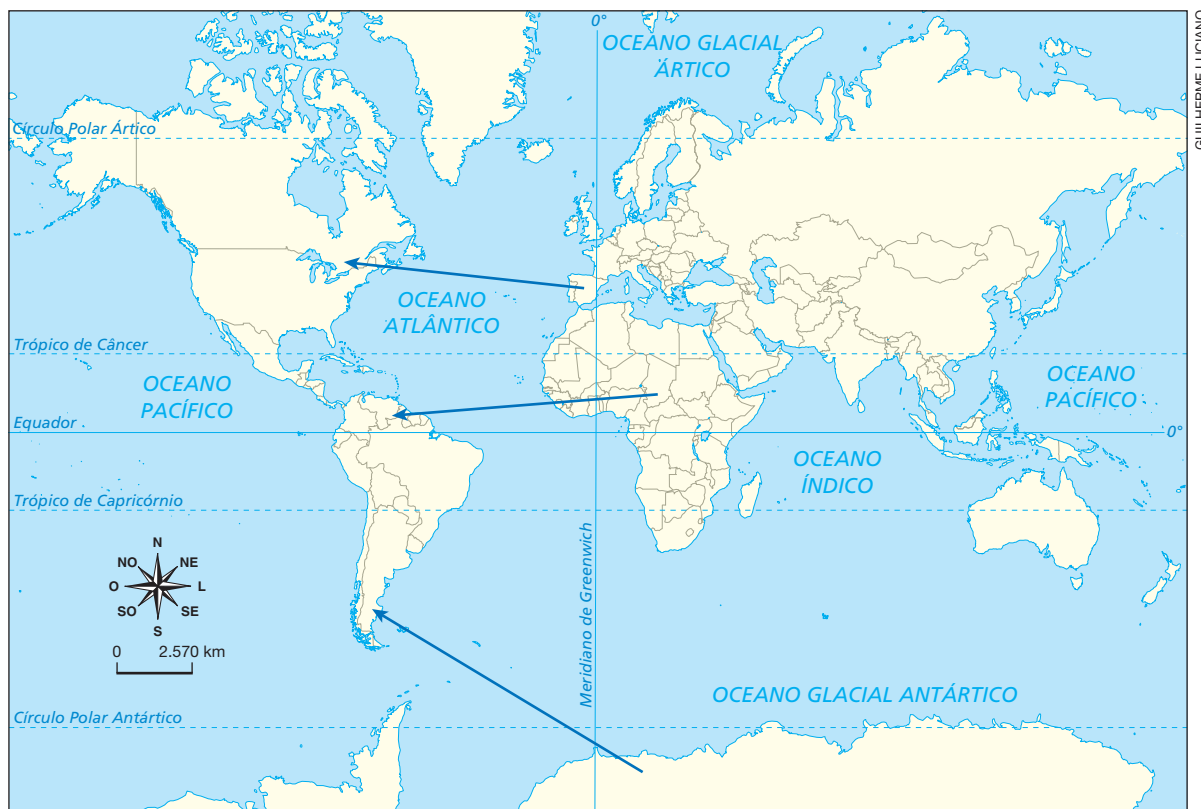 0°
OCEANO GLACIAL
ÁRTICO
GUILHERME LUCIANO
Círculo Polar Ártico
OCEANO
ATLÂNTICO
Trópico de Câncer
OCEANO
PACÍFICO
OCEANO
PACÍFICO
Equador
0°
OCEANO
ÍNDICO
Trópico de Capricórnio
Meridiano de Greenwich
N
NO
NE
O
L
SO
SE
S
0
2.570 km
OCEANO GLACIAL ANTÁRTICO
Círculo Polar Antártico